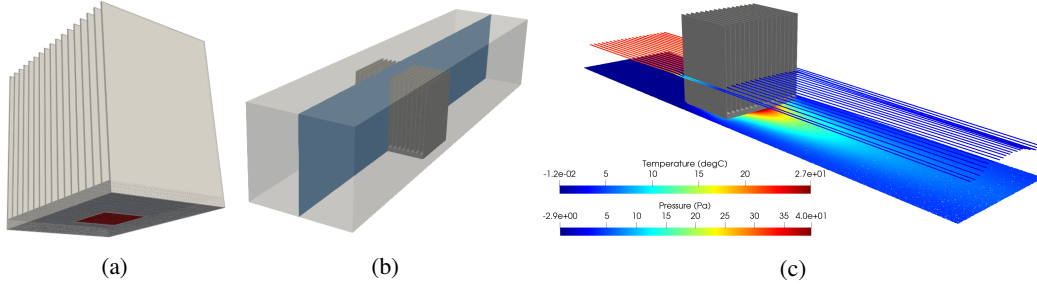 Temperature (degC)
-1.2e-02 5 10 15 20 2.7e+01
Pressure (Pa)
-2.9e+00 5 10 15 20 25 30 35 4.0e+01
(a) (b) (c)